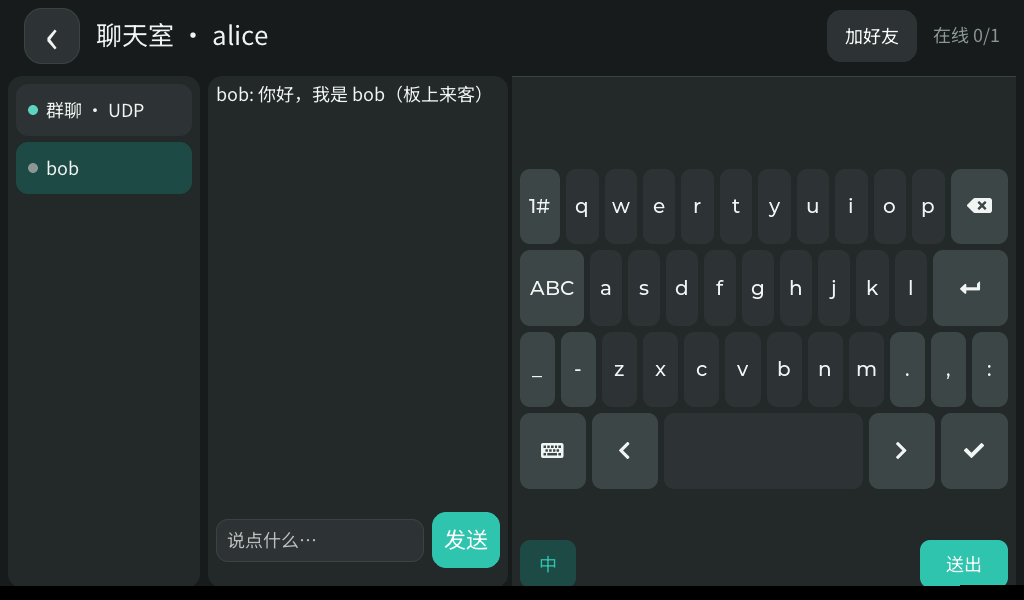 聊天室 · alice
加好友
在线 0/1
群聊 · UDP
bob
bob: 你好，我是 bob（板上来客）
说点什么…
发送
1# q w e r t y u i o p
ABC a s d f g h j k l
_ - z x c v b n m . , :
中
送出